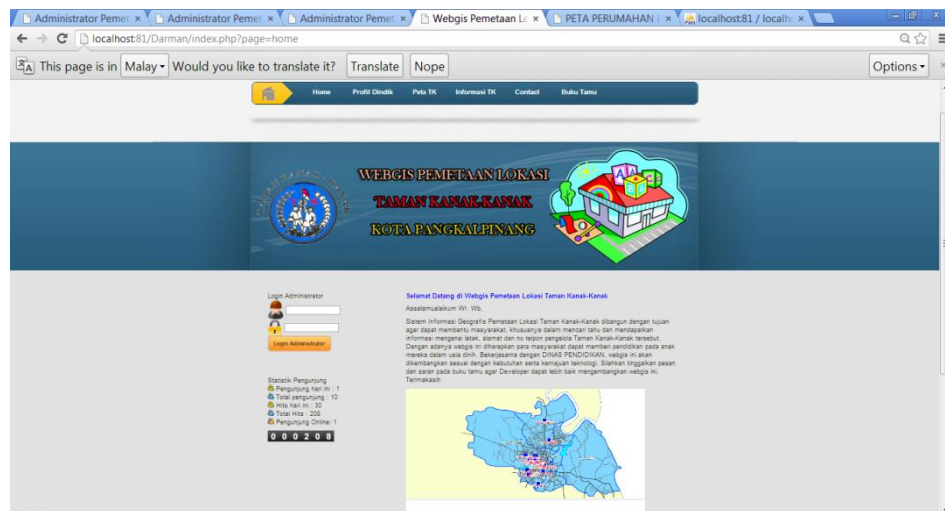 Administrator Pemet
Administrator Pemet
Administrator Pemet
Webgis Pemetaan Lo
PETA PERUMAHAN
localhost:81 / localh
localhost:81/Darman/index.php?page=home
This page is in Malay Would you like to translate it? Translate Nope Options
Home Profil Dindik Peta TK Informasi TK Contact Buku Tamu
WEBGIS PEMETAAN LOKASI
TAMAN KANAK-KANAK
KOTA PANGKALPINANG
Login Administrator
Login Administrator
Statistik Pengunjung
Pengunjung hari ini : 1
Total pengunjung : 10
Hits hari ini : 30
Total Hits : 208
Pengunjung Online: 1
0 0 0 2 0 8
Selamat Datang di Webgis Pemetaan Lokasi Taman Kanak-Kanak
Assalamualaikum Wr. Wb.
Sistem Informasi Geografis Pemetaan Lokasi Taman Kanak-Kanak dibangun dengan tujuan
agar dapat membantu masyarakat, khususnya dalam mencari tahu dan mendapatkan
informasi mengenai letak, alamat dan no telpon pengelola Taman Kanak-Kanak tersebut.
Dengan adanya webgis ini diharapkan para masyarakat dapat memberi pendidikan pada anak
mereka dalam usia dinih. Bekerjasama dengan DINAS PENDIDIKAN, webgis ini akan
dikembangkan sesuai dengan kebutuhan serta kemajuan teknologi. Silahkan tinggalkan pesan
dan saran pada buku tamu agar Developer dapat lebih baik mengembangkan webgis ini.
Terimakasih